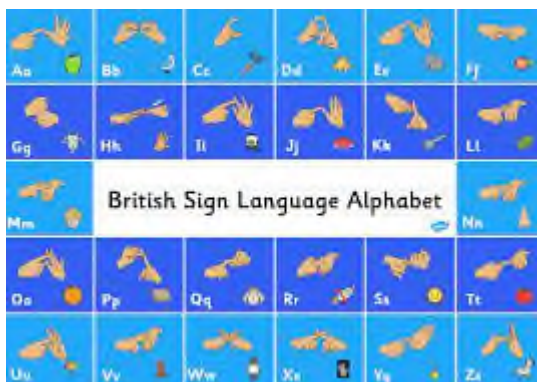 Aa
Bb
Cc
Dd
Ee
Ff
Gg
Hh
Ii
Jj
Kk
Ll
Mm
British Sign Language Alphabet
Nn
Oo
Pp
Qq
Rr
Ss
Tt
Uu
Vv
Ww
Xx
Yy
Zz